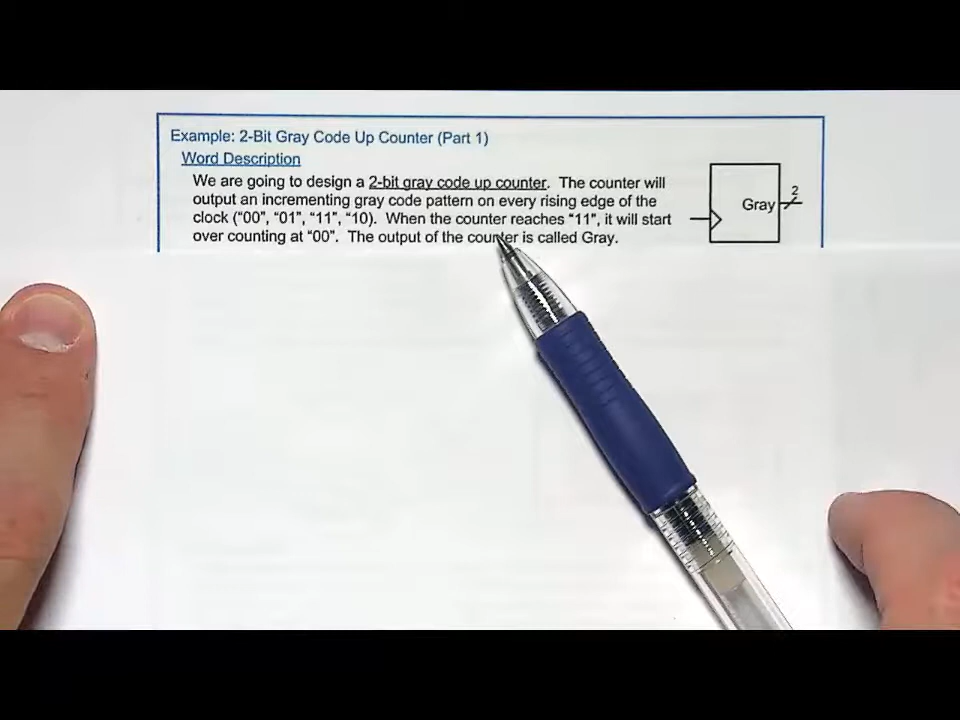 Example: 2-Bit Gray Code Up Counter (Part 1)
Word Description
We are going to design a 2-bit gray code up counter. The counter will
output an incrementing gray code pattern on every rising edge of the
clock (“00”, “01”, “11”, “10). When the counter reaches “11”, it will start
over counting at “00”. The output of the counter is called Gray.
Gray
2